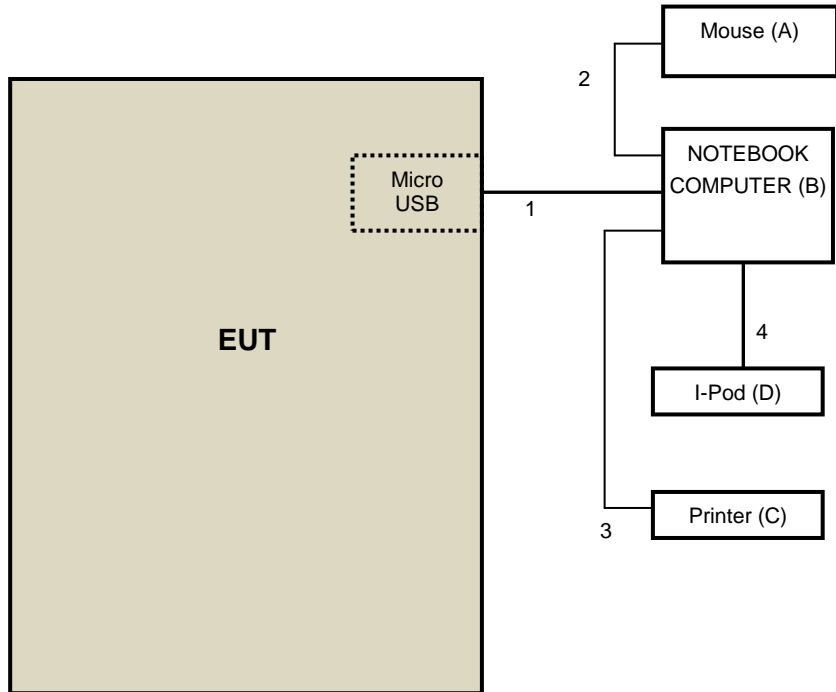 Mouse (A)
2
NOTEBOOK
COMPUTER (B)
Micro
USB
1
EUT
4
I-Pod (D)
Printer (C)
3